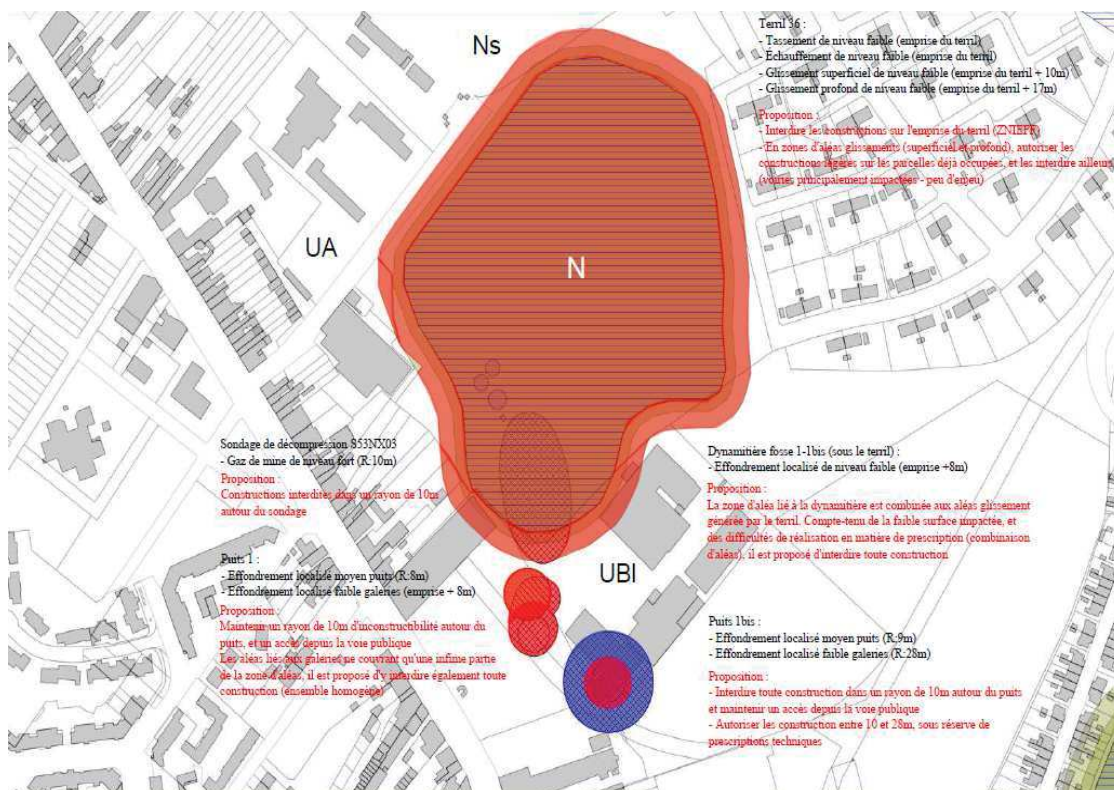 Ns
Terril 36 :
- Tassement de niveau faible (emprise du terril)
- Échauffement de niveau faible (emprise du terril)
- Glissement superficiel de niveau faible (emprise du terril + 10m)
- Glissement profond de niveau faible (emprise du terril + 17m)
Proposition :
- Interdire les constructions sur l'emprise du terril (ZNIEFF)
- En zones d'aléas glissements (superficiel et profond), autoriser les
constructions légères sur les parcelles déjà occupées, et les interdire ailleurs
(voiries principalement impactées - peu d'enjeu)
UA
N
Sondage de décompression S53NX03
- Gaz de mine de niveau fort (R:10m)
Proposition :
Constructions interdites dans un rayon de 10m
autour du sondage
Dynamitière fosse 1-1bis (sous le terril) :
- Effondrement localisé de niveau faible (emprise +8m)
Proposition :
La zone d'aléa lié à la dynamitière est combinée aux aléas glissement
générée par le terril. Compte-tenu de la faible surface impactée, et
des difficultés de réalisation en matière de prescription (combinaison
d'aléas), il est proposé d'interdire toute construction
UBI
Puits 1 :
- Effondrement localisé moyen puits (R:8m)
- Effondrement localisé faible galeries (emprise + 8m)
Proposition :
Maintenir un rayon de 10m d'inconstructibilité autour du
puits, et un accès depuis la voie publique
Les aléas liés aux galeries ne couvrant qu'une infime partie
de la zone d'aléas, il est proposé d'y interdire également toute
construction (ensemble homogène)
Puits 1bis :
- Effondrement localisé moyen puits (R:9m)
- Effondrement localisé faible galeries (R:28m)
Proposition :
- Interdire toute construction dans un rayon de 10m autour du puits
et maintenir un accès depuis la voie publique
- Autoriser les construction entre 10 et 28m, sous réserve de
prescriptions techniques